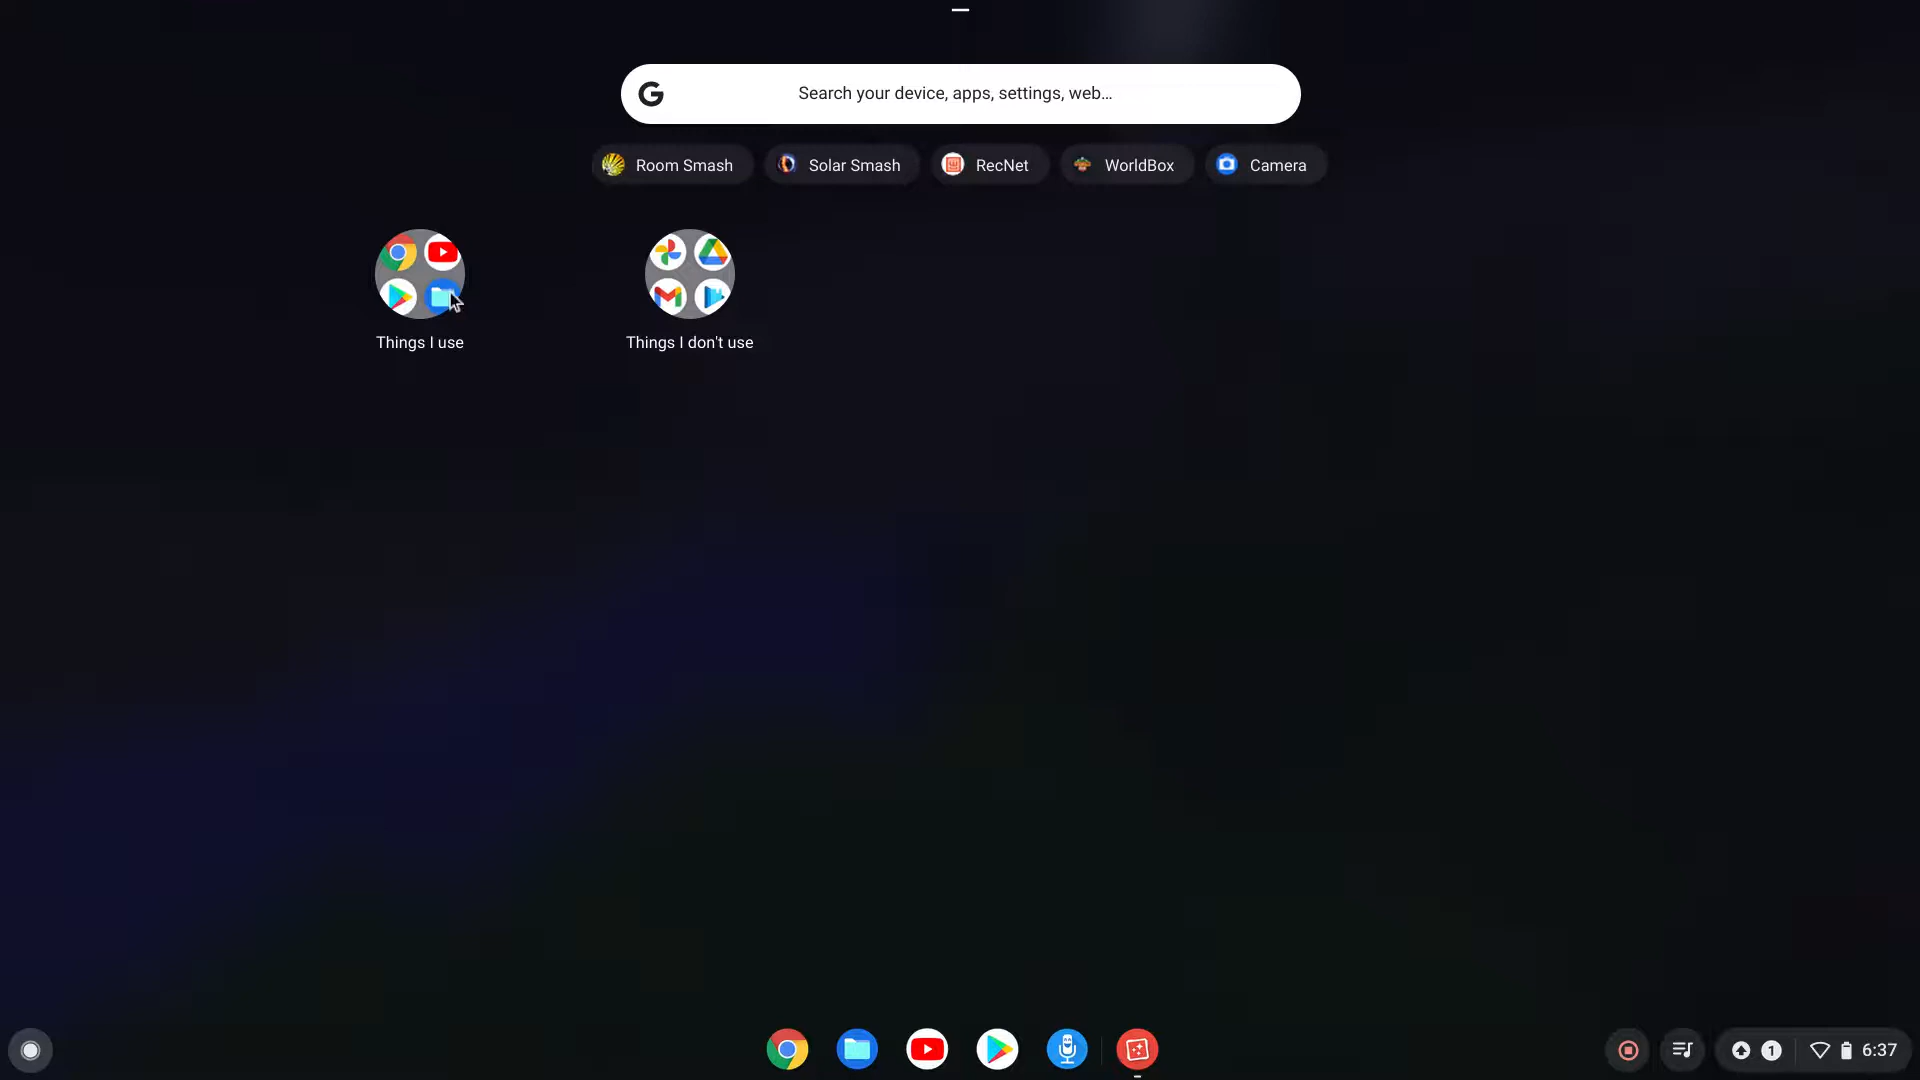 Search your device, apps, settings, web...
Room Smash
Solar Smash
RecNet
WorldBox
Camera
Things I use
Things I don't use
1
6:37